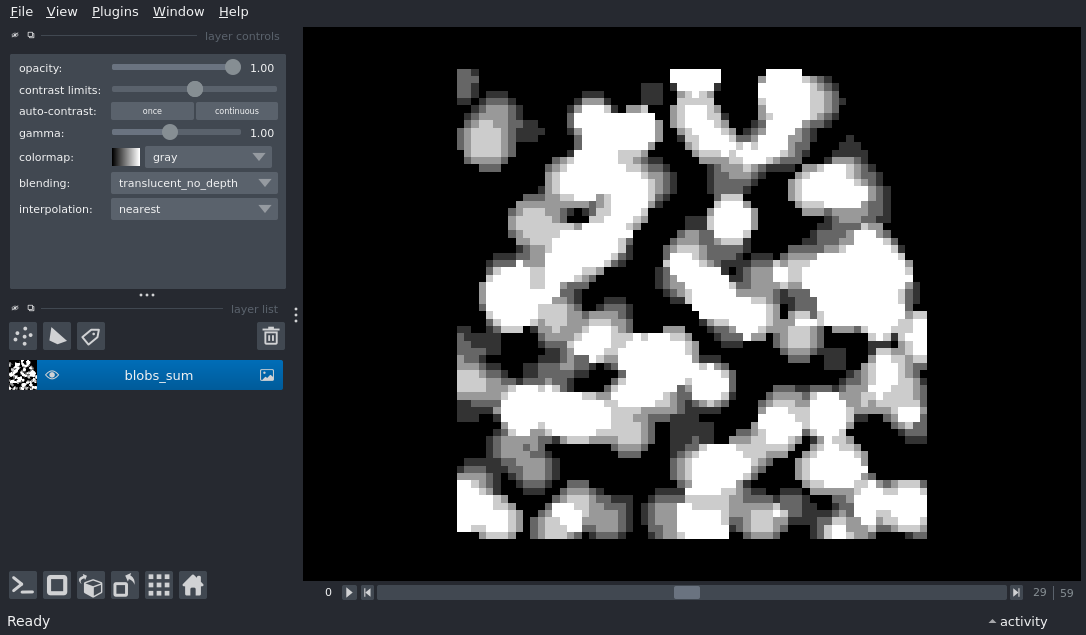 File View Plugins Window Help
layer controls
opacity: 1.00
contrast limits:
auto-contrast: once continuous
gamma: 1.00
colormap: gray
blending: translucent_no_depth
interpolation: nearest
layer list
blobs_sum
0 29 59
Ready activity